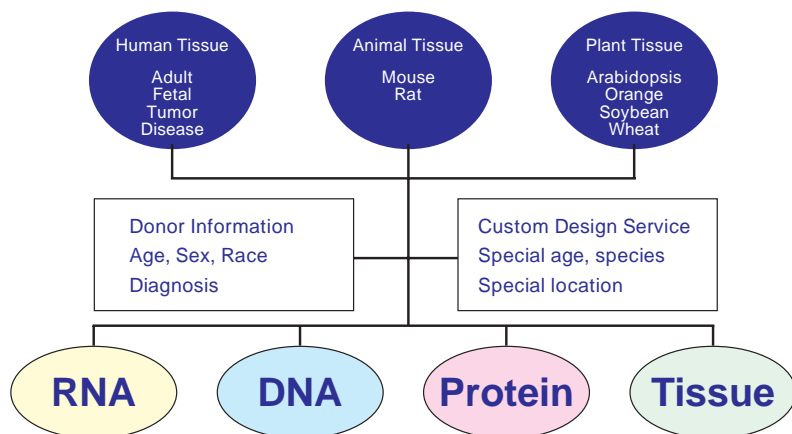 Human Tissue
Adult
Fetal
Tumor
Disease
Animal Tissue
Mouse
Rat
Plant Tissue
Arabidopsis
Orange
Soybean
Wheat
Donor Information
Age, Sex, Race
Diagnosis
Custom Design Service
Special age, species
Special location
RNA
DNA
Protein
Tissue